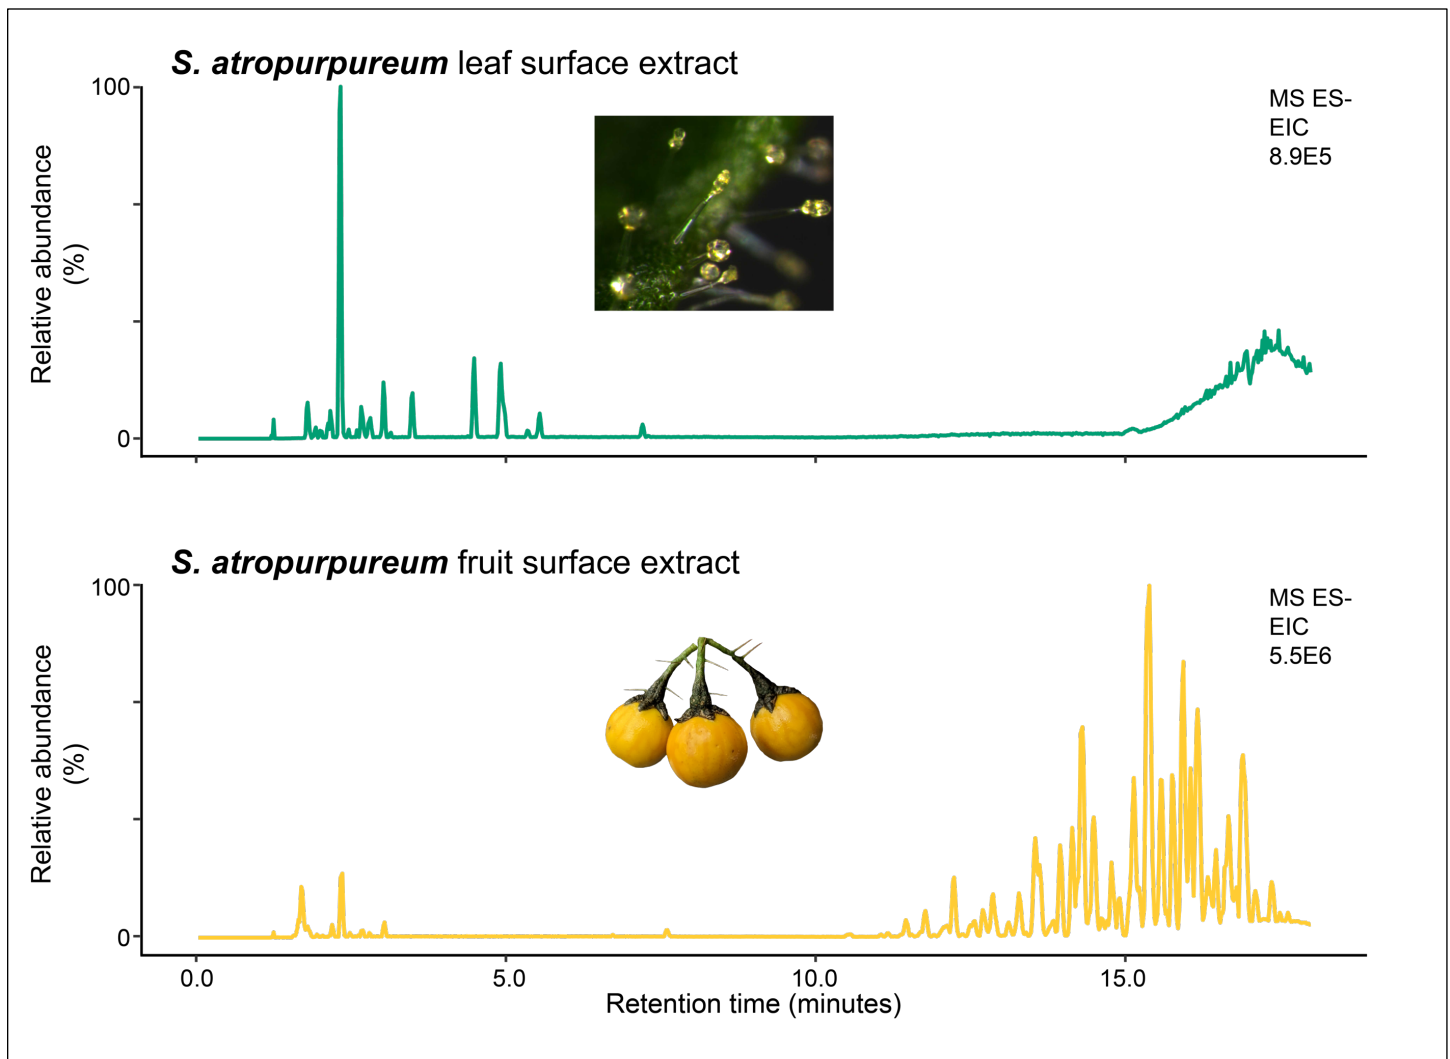 S. atropurpureum leaf surface extract
100
MS ES-
EIC
8.9E5
Relative abundance
(%)
0
S. atropurpureum fruit surface extract
100
MS ES-
EIC
5.5E6
Relative abundance
(%)
0
0.0 5.0 10.0 15.0
Retention time (minutes)